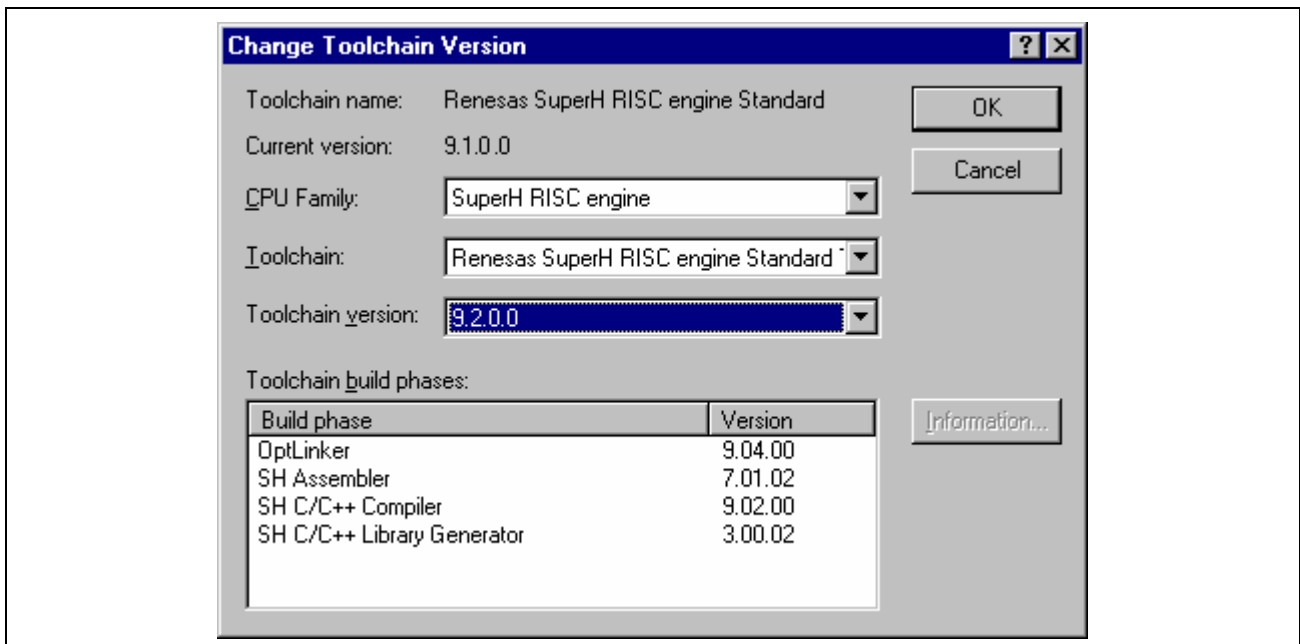 Change Toolchain Version
Toolchain name: Renesas SuperH RISC engine Standard
OK
Current version: 9.1.0.0
Cancel
CPU Family: SuperH RISC engine
Toolchain: Renesas SuperH RISC engine Standard
Toolchain version: 9.2.0.0
Toolchain build phases:
Build phase Version
Information...
OptLinker 9.04.00
SH Assembler 7.01.02
SH C/C++ Compiler 9.02.00
SH C/C++ Library Generator 3.00.02